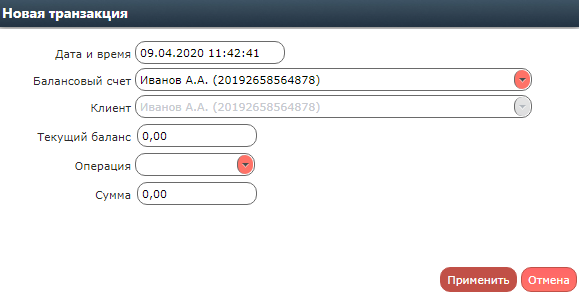 Новая транзакция
Дата и время 09.04.2020 11:42:41
Балансовый счет Иванов А.А. (20192658564878)
Клиент Иванов А.А. (20192658564878)
Текущий баланс 0,00
Операция
Сумма 0,00
Применить Отмена